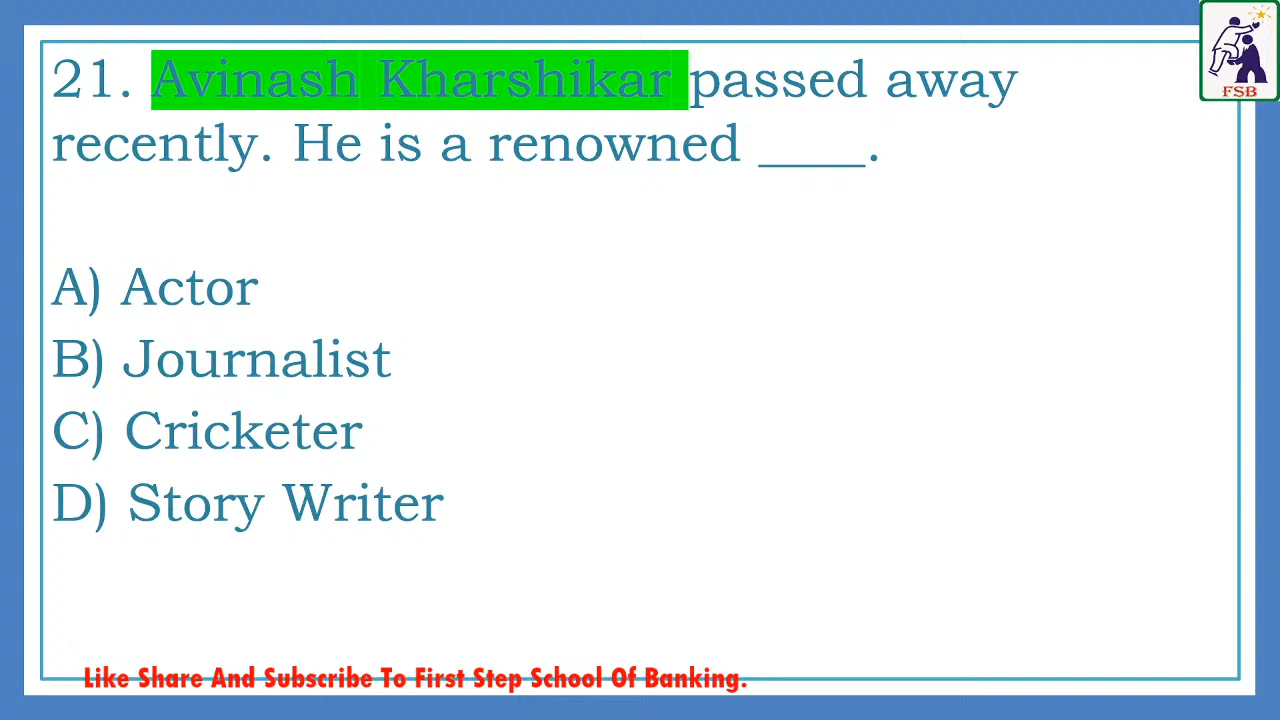 FSB
21. Avinash Kharshikar passed away
recently. He is a renowned ____.
A) Actor
B) Journalist
C) Cricketer
D) Story Writer
Like Share And Subscribe To First Step School Of Banking.